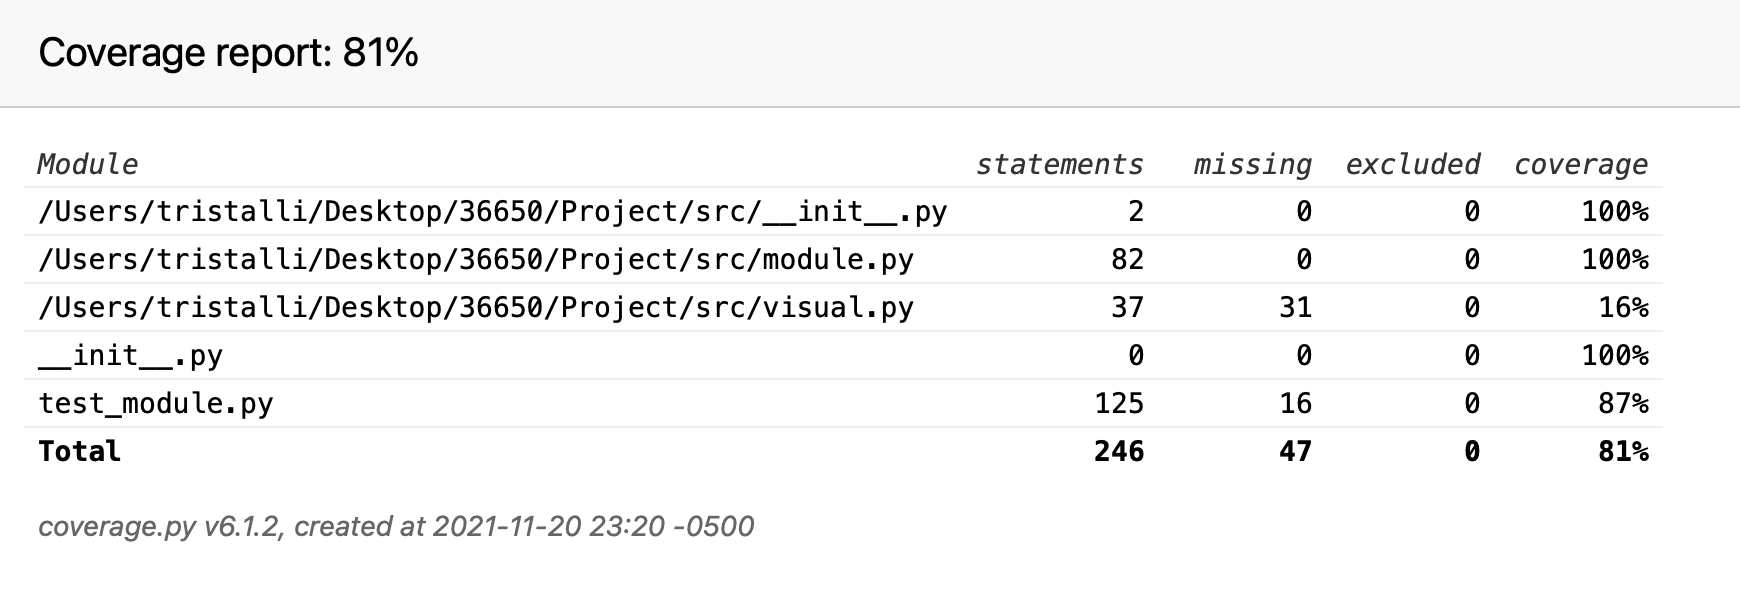 Coverage report: 81%
Module statements missing excluded coverage
/Users/tristalli/Desktop/36650/Project/src/__init__.py 2 0 0 100%
/Users/tristalli/Desktop/36650/Project/src/module.py 82 0 0 100%
/Users/tristalli/Desktop/36650/Project/src/visual.py 37 31 0 16%
__init__.py 0 0 0 100%
test_module.py 125 16 0 87%
Total 246 47 0 81%
coverage.py v6.1.2, created at 2021-11-20 23:20 -0500